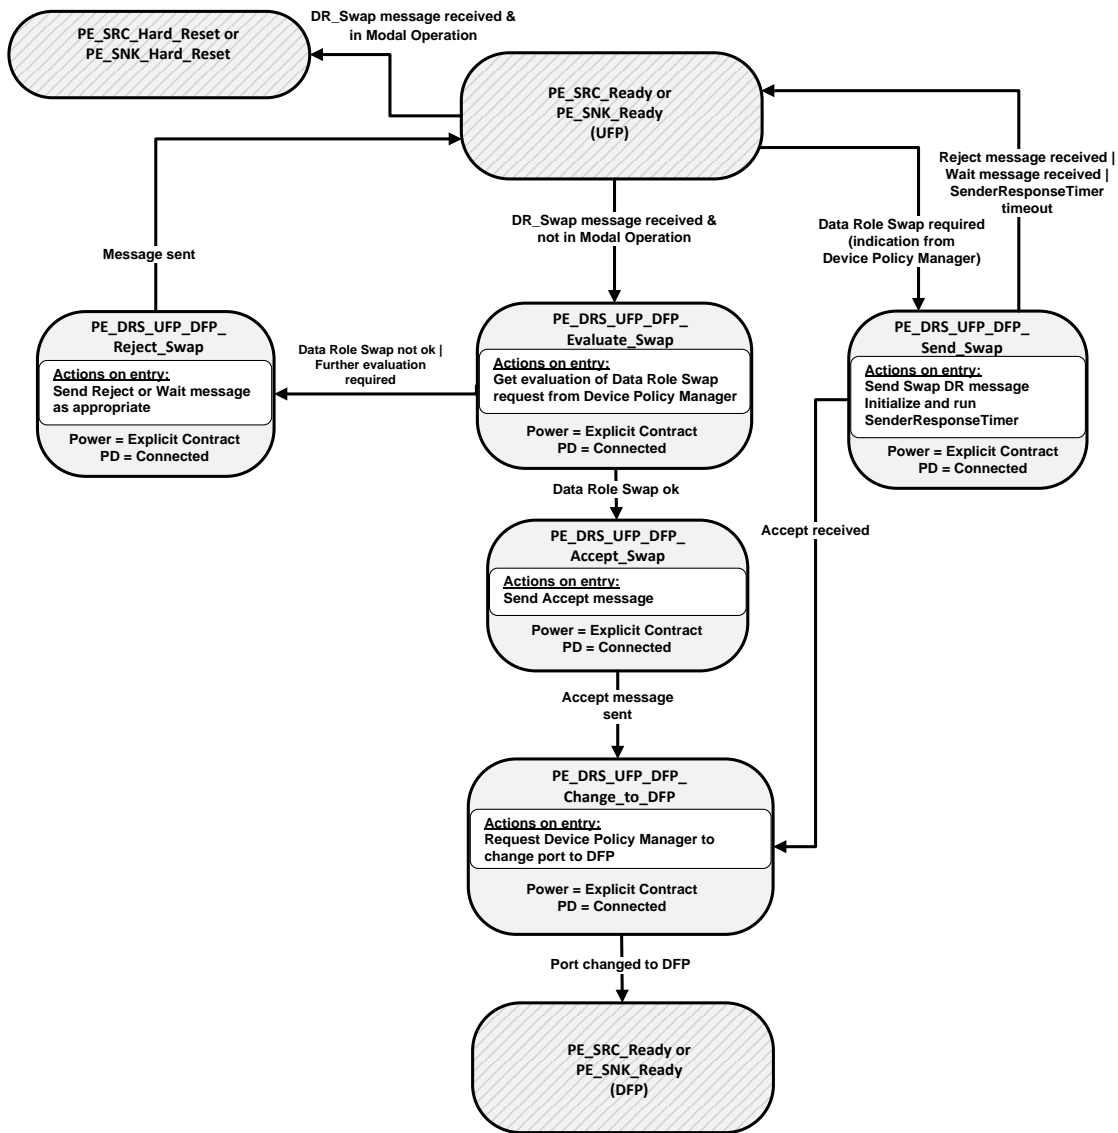 DR_Swap message received &
in Modal Operation
PE_SRC_Hard_Reset or
PE_SNK_Hard_Reset
PE_SRC_Ready or
PE_SNK_Ready
(UFP)
Reject message received |
Wait message received |
SenderResponseTimer
timeout
DR_Swap message received &
not in Modal Operation
Data Role Swap required
(indication from
Device Policy Manager)
Message sent
PE_DRS_UFP_DFP_
Reject_Swap
Actions on entry:
Send Reject or Wait message
as appropriate
Power = Explicit Contract
PD = Connected
Data Role Swap not ok |
Further evaluation
required
PE_DRS_UFP_DFP_
Evaluate_Swap
Actions on entry:
Get evaluation of Data Role Swap
request from Device Policy Manager
Power = Explicit Contract
PD = Connected
PE_DRS_UFP_DFP_
Send_Swap
Actions on entry:
Send Swap DR message
Initialize and run
SenderResponseTimer
Power = Explicit Contract
PD = Connected
Data Role Swap ok
Accept received
PE_DRS_UFP_DFP_
Accept_Swap
Actions on entry:
Send Accept message
Power = Explicit Contract
PD = Connected
Accept message
sent
PE_DRS_UFP_DFP_
Change_to_DFP
Actions on entry:
Request Device Policy Manager to
change port to DFP
Power = Explicit Contract
PD = Connected
Port changed to DFP
PE_SRC_Ready or
PE_SNK_Ready
(DFP)